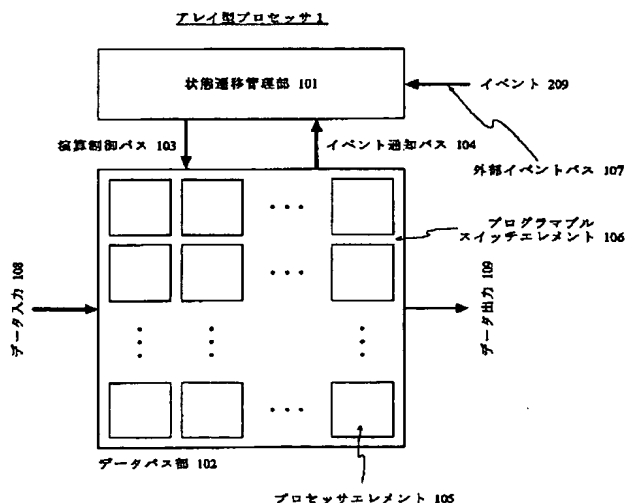 アレイ型プロセッサ1
状態遷移管理部 101
イベント 209
演算制御バス 103
イベント通知バス 104
外部イベントバス 107
プログラマブル
スイッチエレメント 106
データ入力 108
データ出力 109
データパス部 102
プロセッサエレメント 105